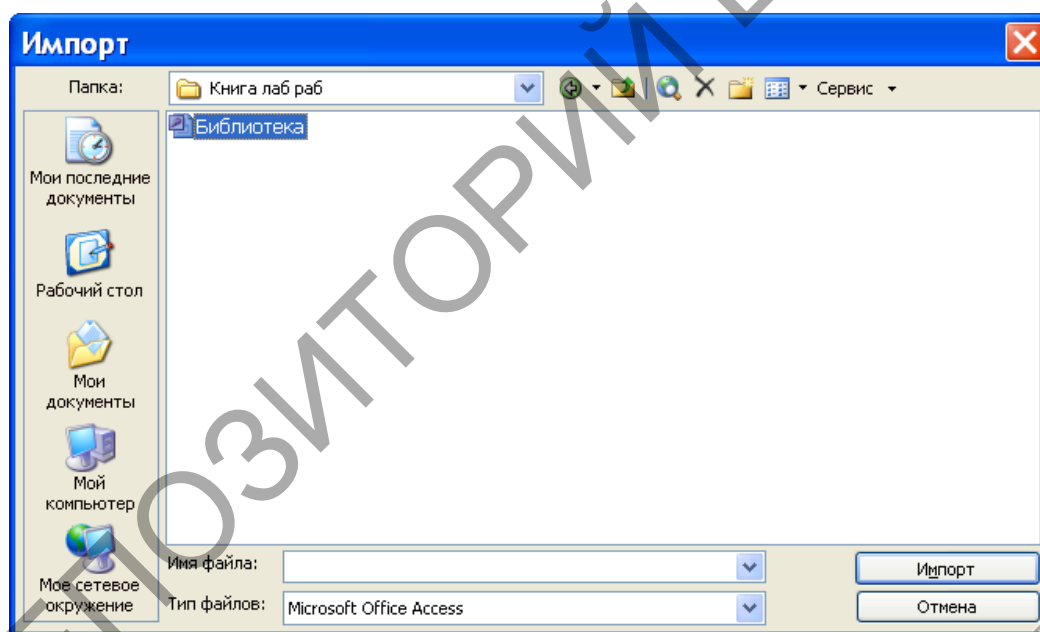 Импорт
Папка:
Книга лаб раб
Сервис
Библиотека
Мои последние
документы
Рабочий стол
Мои
документы
Мой
компьютер
Мое сетевое
окружение
Имя файла:
Импорт
Тип файлов:
Microsoft Office Access
Отмена
ПОЗИТОРИЙ